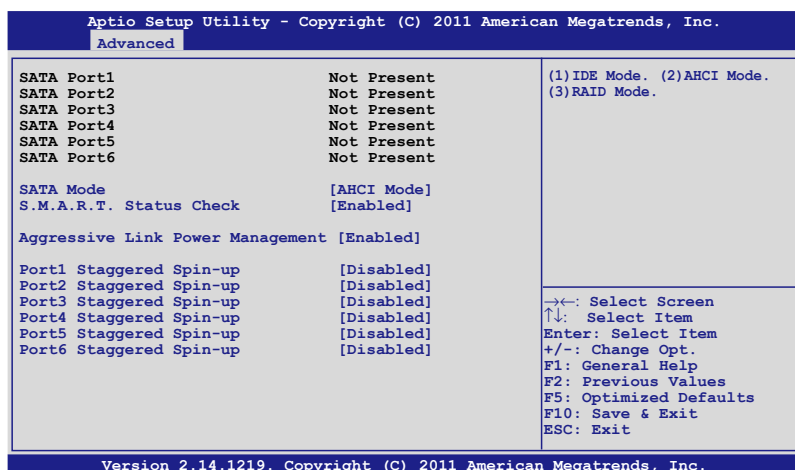 Aptio Setup Utility - Copyright (C) 2011 American Megatrends, Inc.
Advanced
SATA Port1 Not Present
SATA Port2 Not Present
SATA Port3 Not Present
SATA Port4 Not Present
SATA Port5 Not Present
SATA Port6 Not Present
SATA Mode [AHCI Mode]
S.M.A.R.T. Status Check [Enabled]
Aggressive Link Power Management [Enabled]
Port1 Staggered Spin-up [Disabled]
Port2 Staggered Spin-up [Disabled]
Port3 Staggered Spin-up [Disabled]
Port4 Staggered Spin-up [Disabled]
Port5 Staggered Spin-up [Disabled]
Port6 Staggered Spin-up [Disabled]
(1)IDE Mode. (2)AHCI Mode.
(3)RAID Mode.
→←: Select Screen
↑↓: Select Item
Enter: Select Item
+/-: Change Opt.
F1: General Help
F2: Previous Values
F5: Optimized Defaults
F10: Save & Exit
ESC: Exit
Version 2.14.1219. Copyright (C) 2011 American Megatrends, Inc.